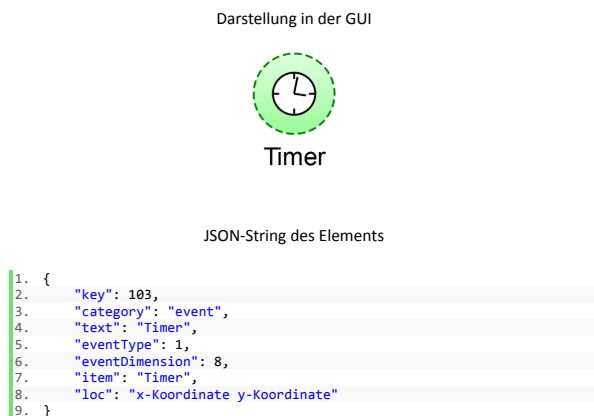 Darstellung in der GUI
Timer
JSON-String des Elements
1. {
2. "key": 103,
3. "category": "event",
4. "text": "Timer",
5. "eventType": 1,
6. "eventDimension": 8,
7. "item": "Timer",
8. "loc": "x-Koordinate y-Koordinate"
9. }